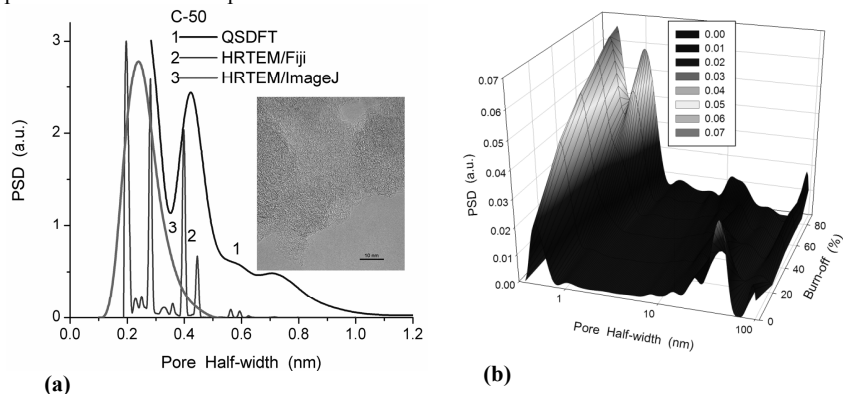 C-50
1 QSDFT
2 HRTEM/Fiji
3 HRTEM/ImageJ
3
2
1
0
PSD (a.u.)
3
2
1
10 nm
0.0 0.2 0.4 0.6 0.8 1.0 1.2
Pore Half-width (nm)
(a)
0.00
0.01
0.02
0.03
0.04
0.05
0.06
0.07
0.07
0.06
0.05
0.04
0.03
0.02
0.01
0.00
PSD (a.u.)
1 10 100
Pore Half-width (nm)
0
20
40
60
80
Burn-off (%)
(b)